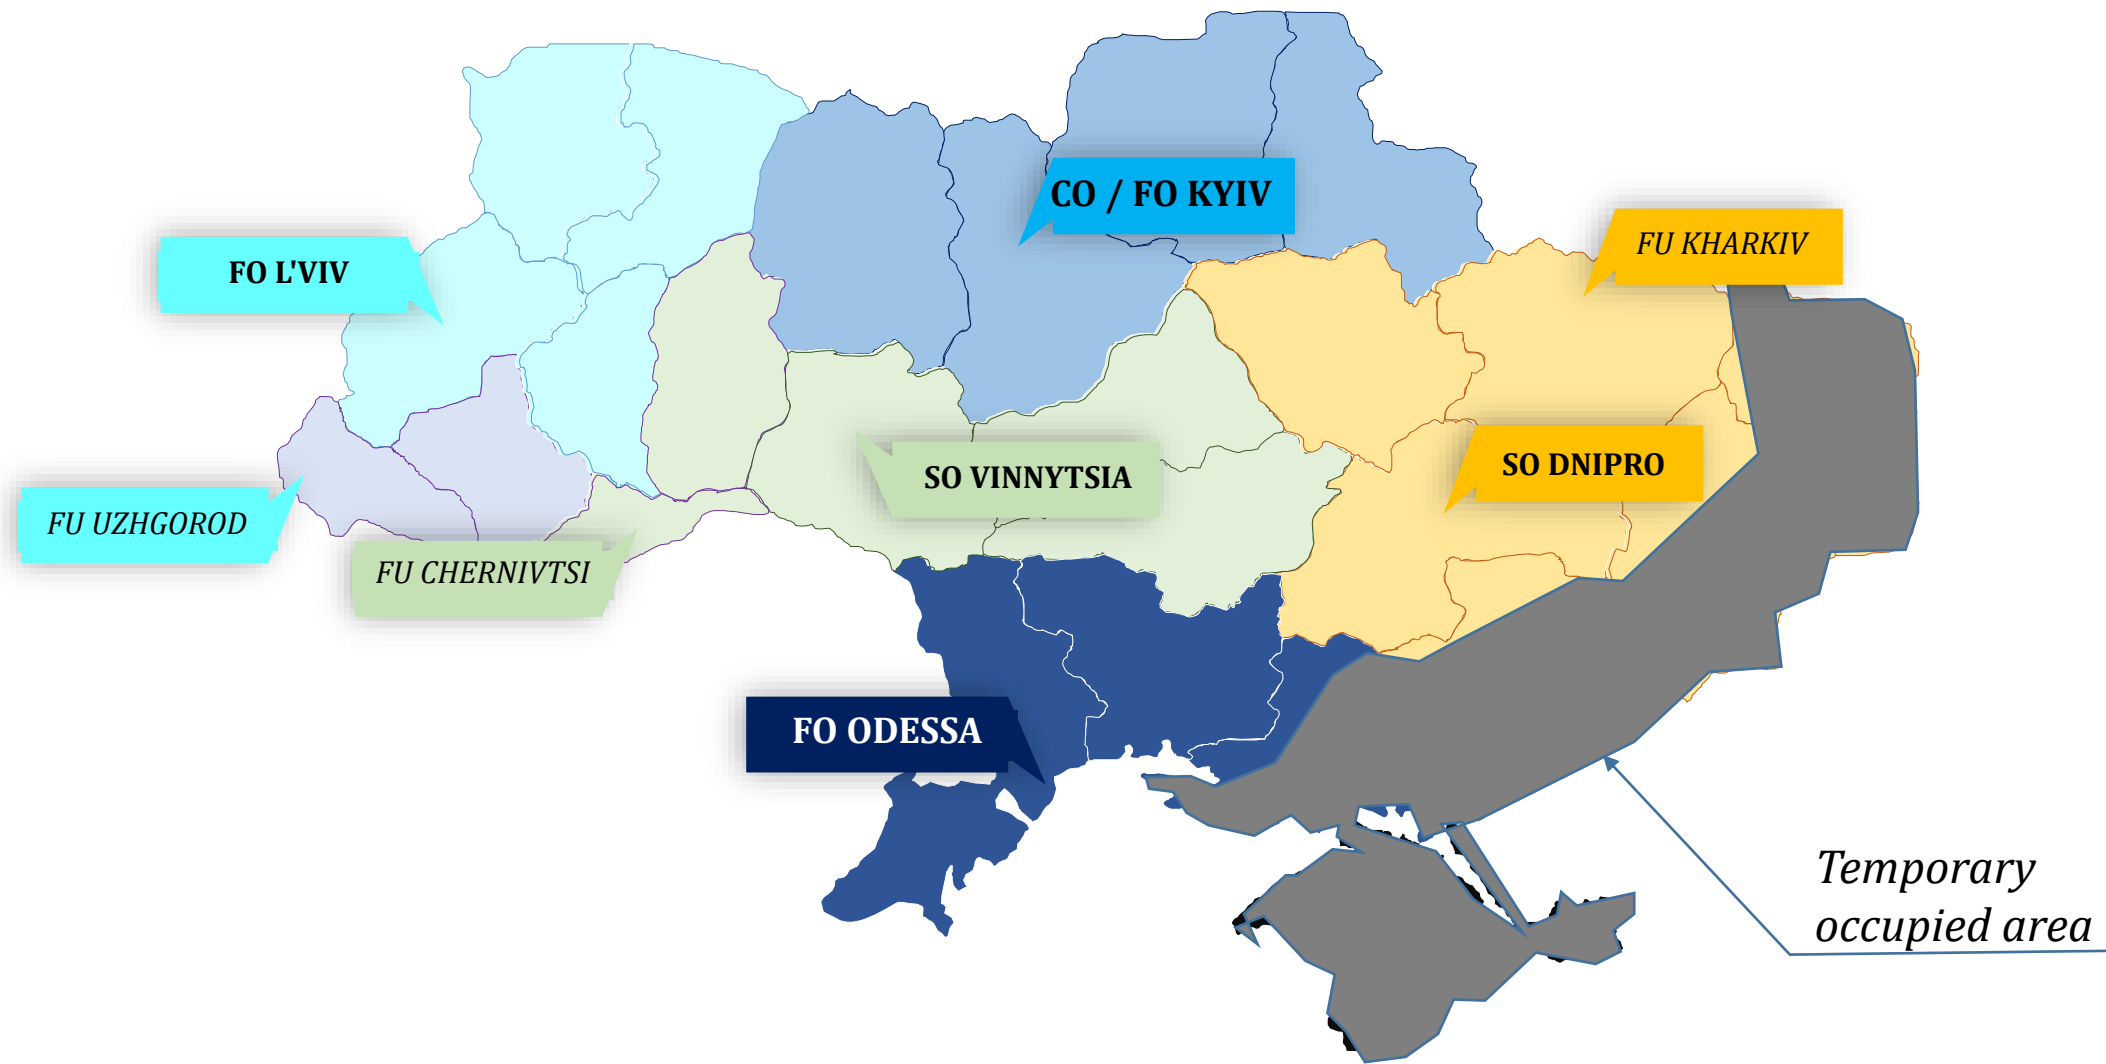 CO / FO KYIV
FU KHARKIV
FO L'VIV
SO VINNYTSIA
SO DNIPRO
FU UZHGOROD
FU CHERNIVTSI
FO ODESSA
Temporary
occupied area